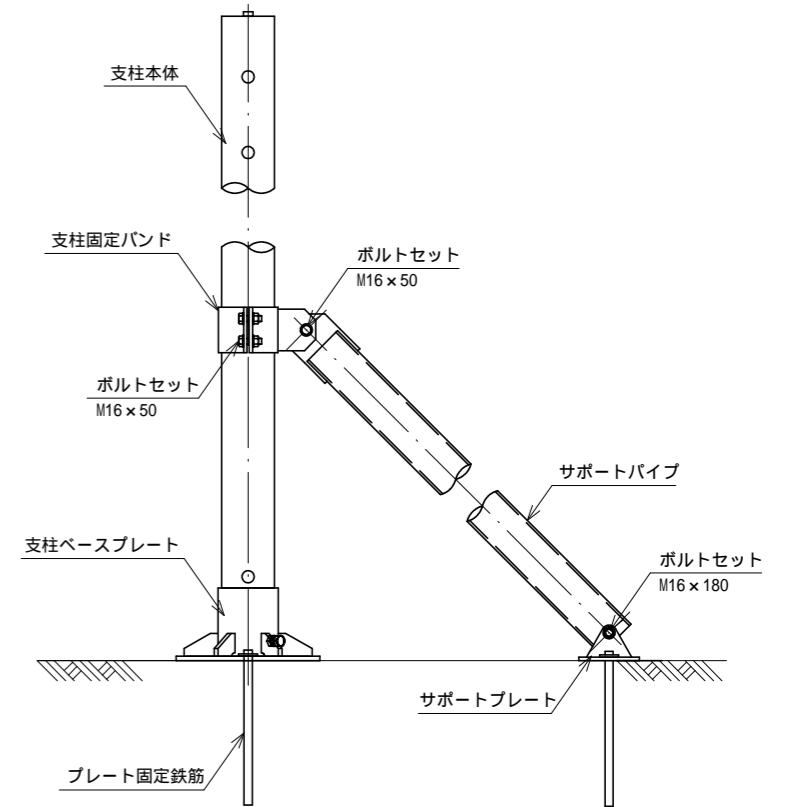 支柱本体
支柱固定バンド
ボルトセット
M16×50
ボルトセット
M16×50
サポートパイプ
支柱ベースプレート
ボルトセット
M16×180
サポートプレート
プレート固定鉄筋